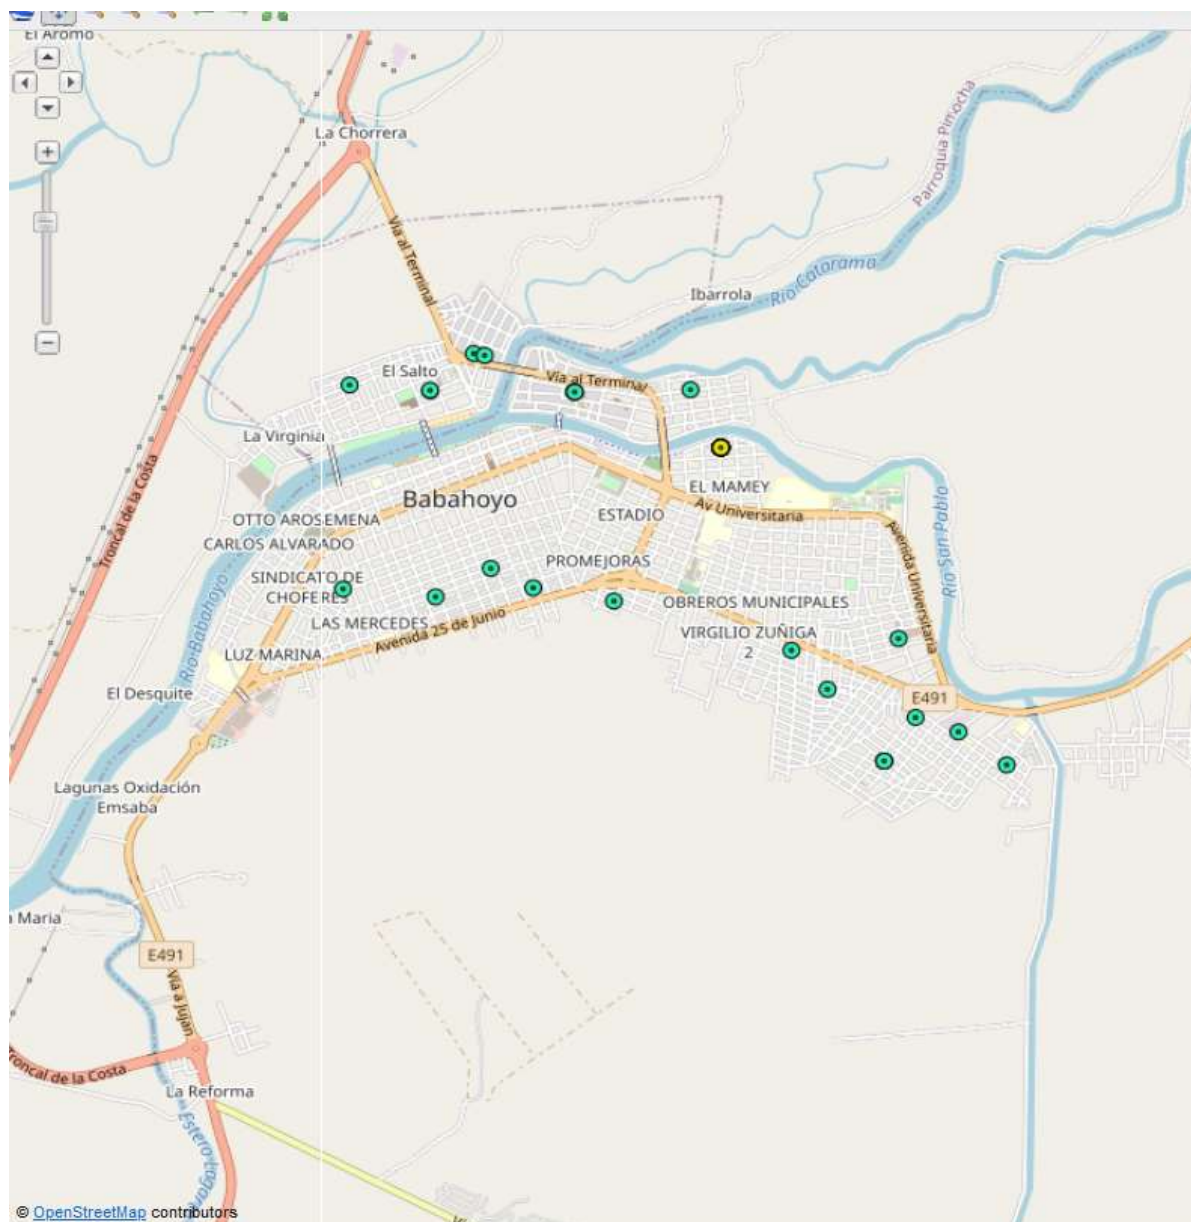 El Aromo
La Chorrera
Parroquia Pimocha
Vía al Terminal
Río Catarama
Ibarrola
El Salto
Vía al Terminal
La Virginia
EL MAMEY
Babahoyo
Av Universitaria
ESTADIO
OTTO AROSEMENA
CARLOS ALVARADO
Troncal de la Costa
Río San Pablo
Avenida Universitaria
PROMEJORAS
SINDICATO DE
CHOFERES
OBREROS MUNICIPALES
Río Babahoyo
LAS MERCEDES
Avenida 25 de Junio
VIRGILIO ZUÑIGA
2
LUZ MARINA
El Desquite
E491
Lagunas Oxidación
Emsaba
Maria
E491
Vía a Jujan
Troncal de la Costa
La Reforma
Estero
© OpenStreetMap contributors